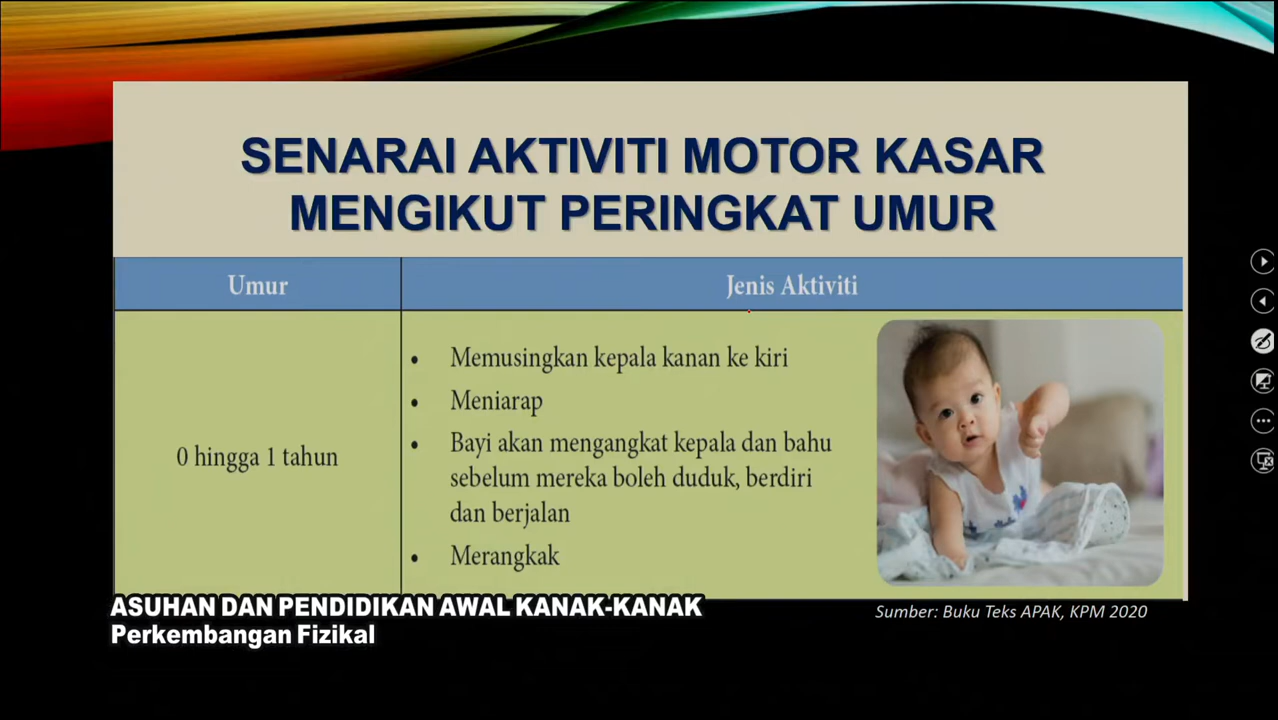 SENARAI AKTIVITI MOTOR KASAR
MENGIKUT PERINGKAT UMUR
Umur
Jenis Aktiviti
0 hingga 1 tahun
• Memusingkan kepala kanan ke kiri
• Meniarap
• Bayi akan mengangkat kepala dan bahu
sebelum mereka boleh duduk, berdiri
dan berjalan
• Merangkak
ASUHAN DAN PENDIDIKAN AWAL KANAK-KANAK
Perkembangan Fizikal
Sumber: Buku Teks APAK, KPM 2020